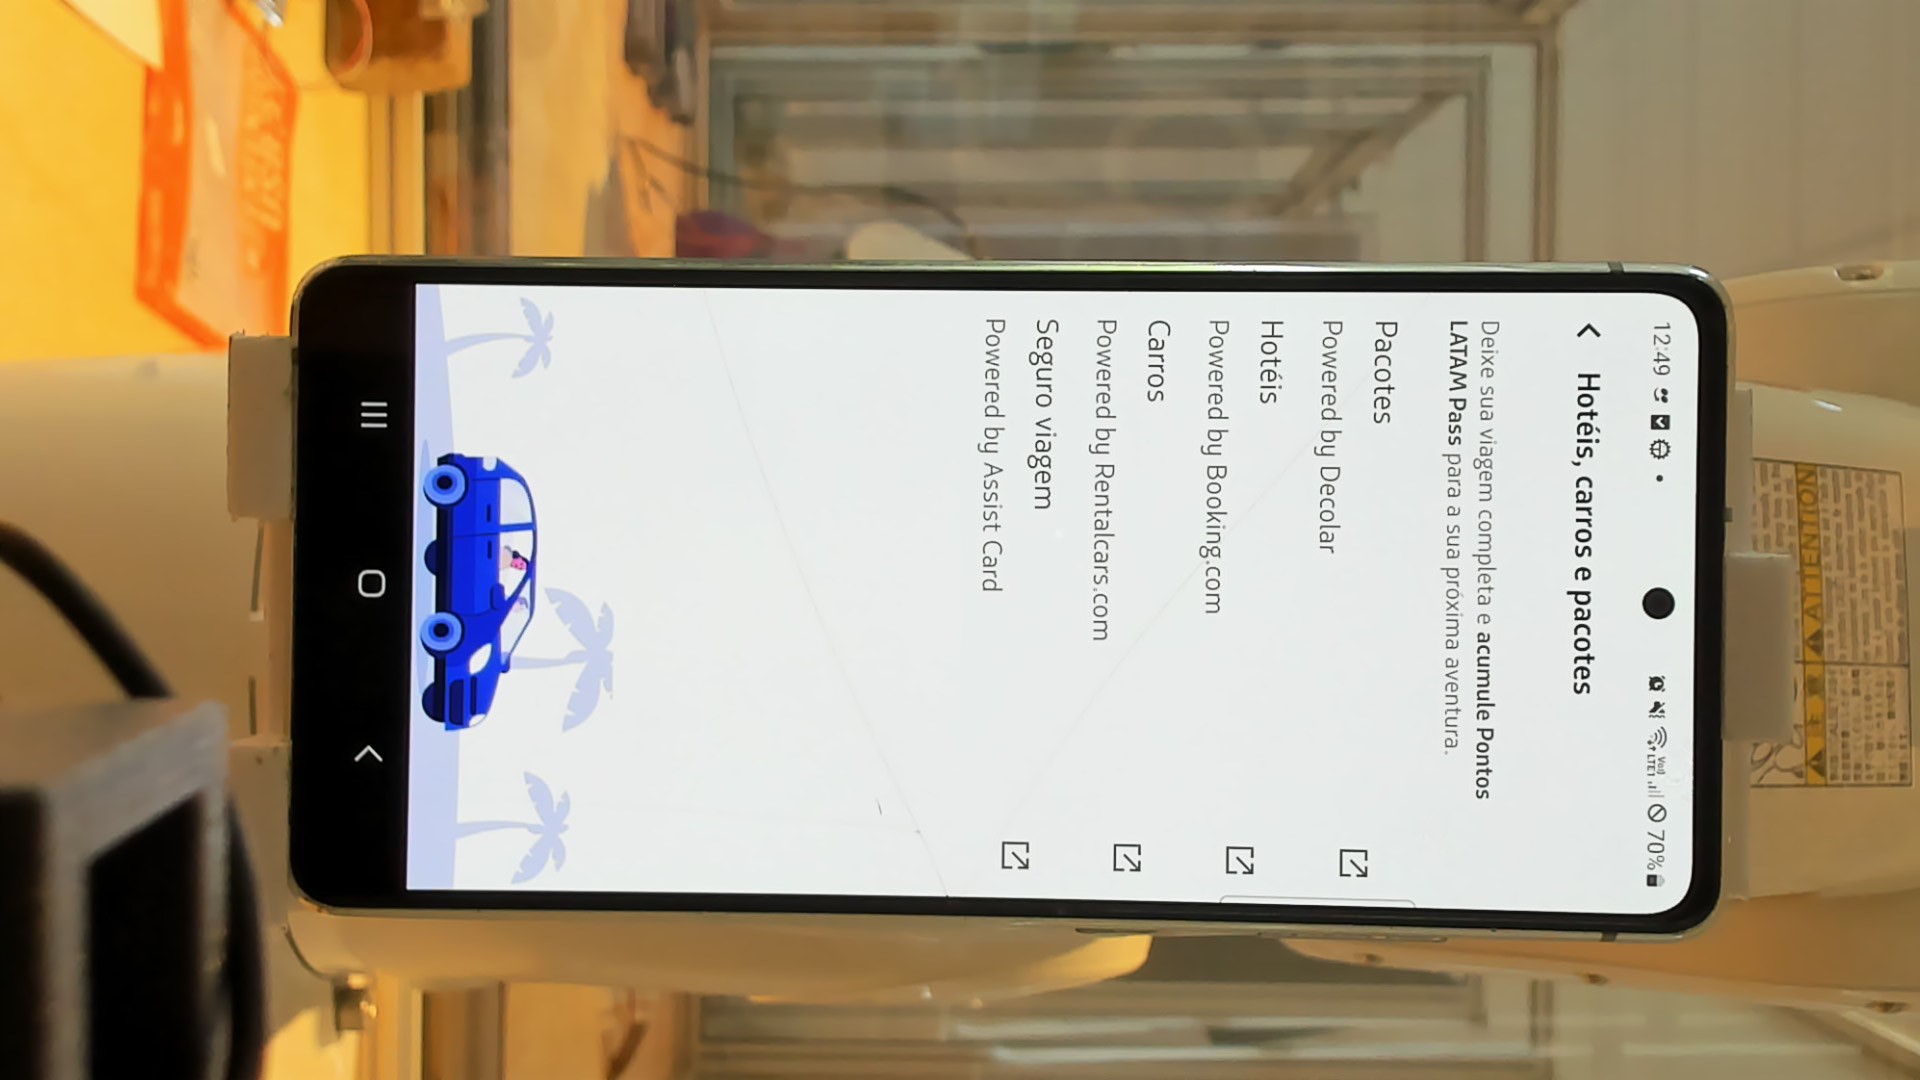 12:49
LTE1
70%
Hotéis, carros e pacotes
Deixe sua viagem completa e acumule Pontos
LATAM Pass para a sua próxima aventura.
Pacotes
Powered by Decolar
Hotéis
Powered by Booking.com
Carros
Powered by Rentalcars.com
Seguro viagem
Powered by Assist Card
ATTENTION